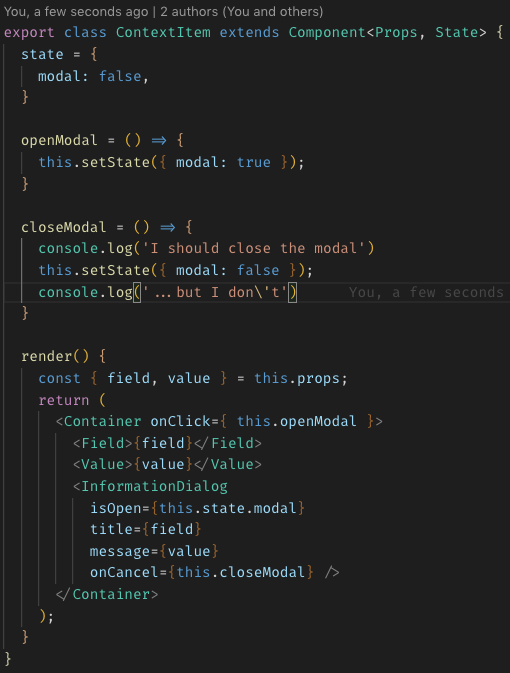 You, a few seconds ago | 2 authors (You and others)
export class ContextItem extends Component<Props, State> {
  state = {
    modal: false,
  }

  openModal = () => {
    this.setState({ modal: true });
  }

  closeModal = () => {
    console.log('I should close the modal')
    this.setState({ modal: false });
    console.log('...but I don\'t')      You, a few seconds
  }

  render() {
    const { field, value } = this.props;
    return (
      <Container onClick={ this.openModal }>
        <Field>{field}</Field>
        <Value>{value}</Value>
        <InformationDialog
          isOpen={this.state.modal}
          title={field}
          message={value}
          onCancel={this.closeModal} />
      </Container>
    );
  }
}